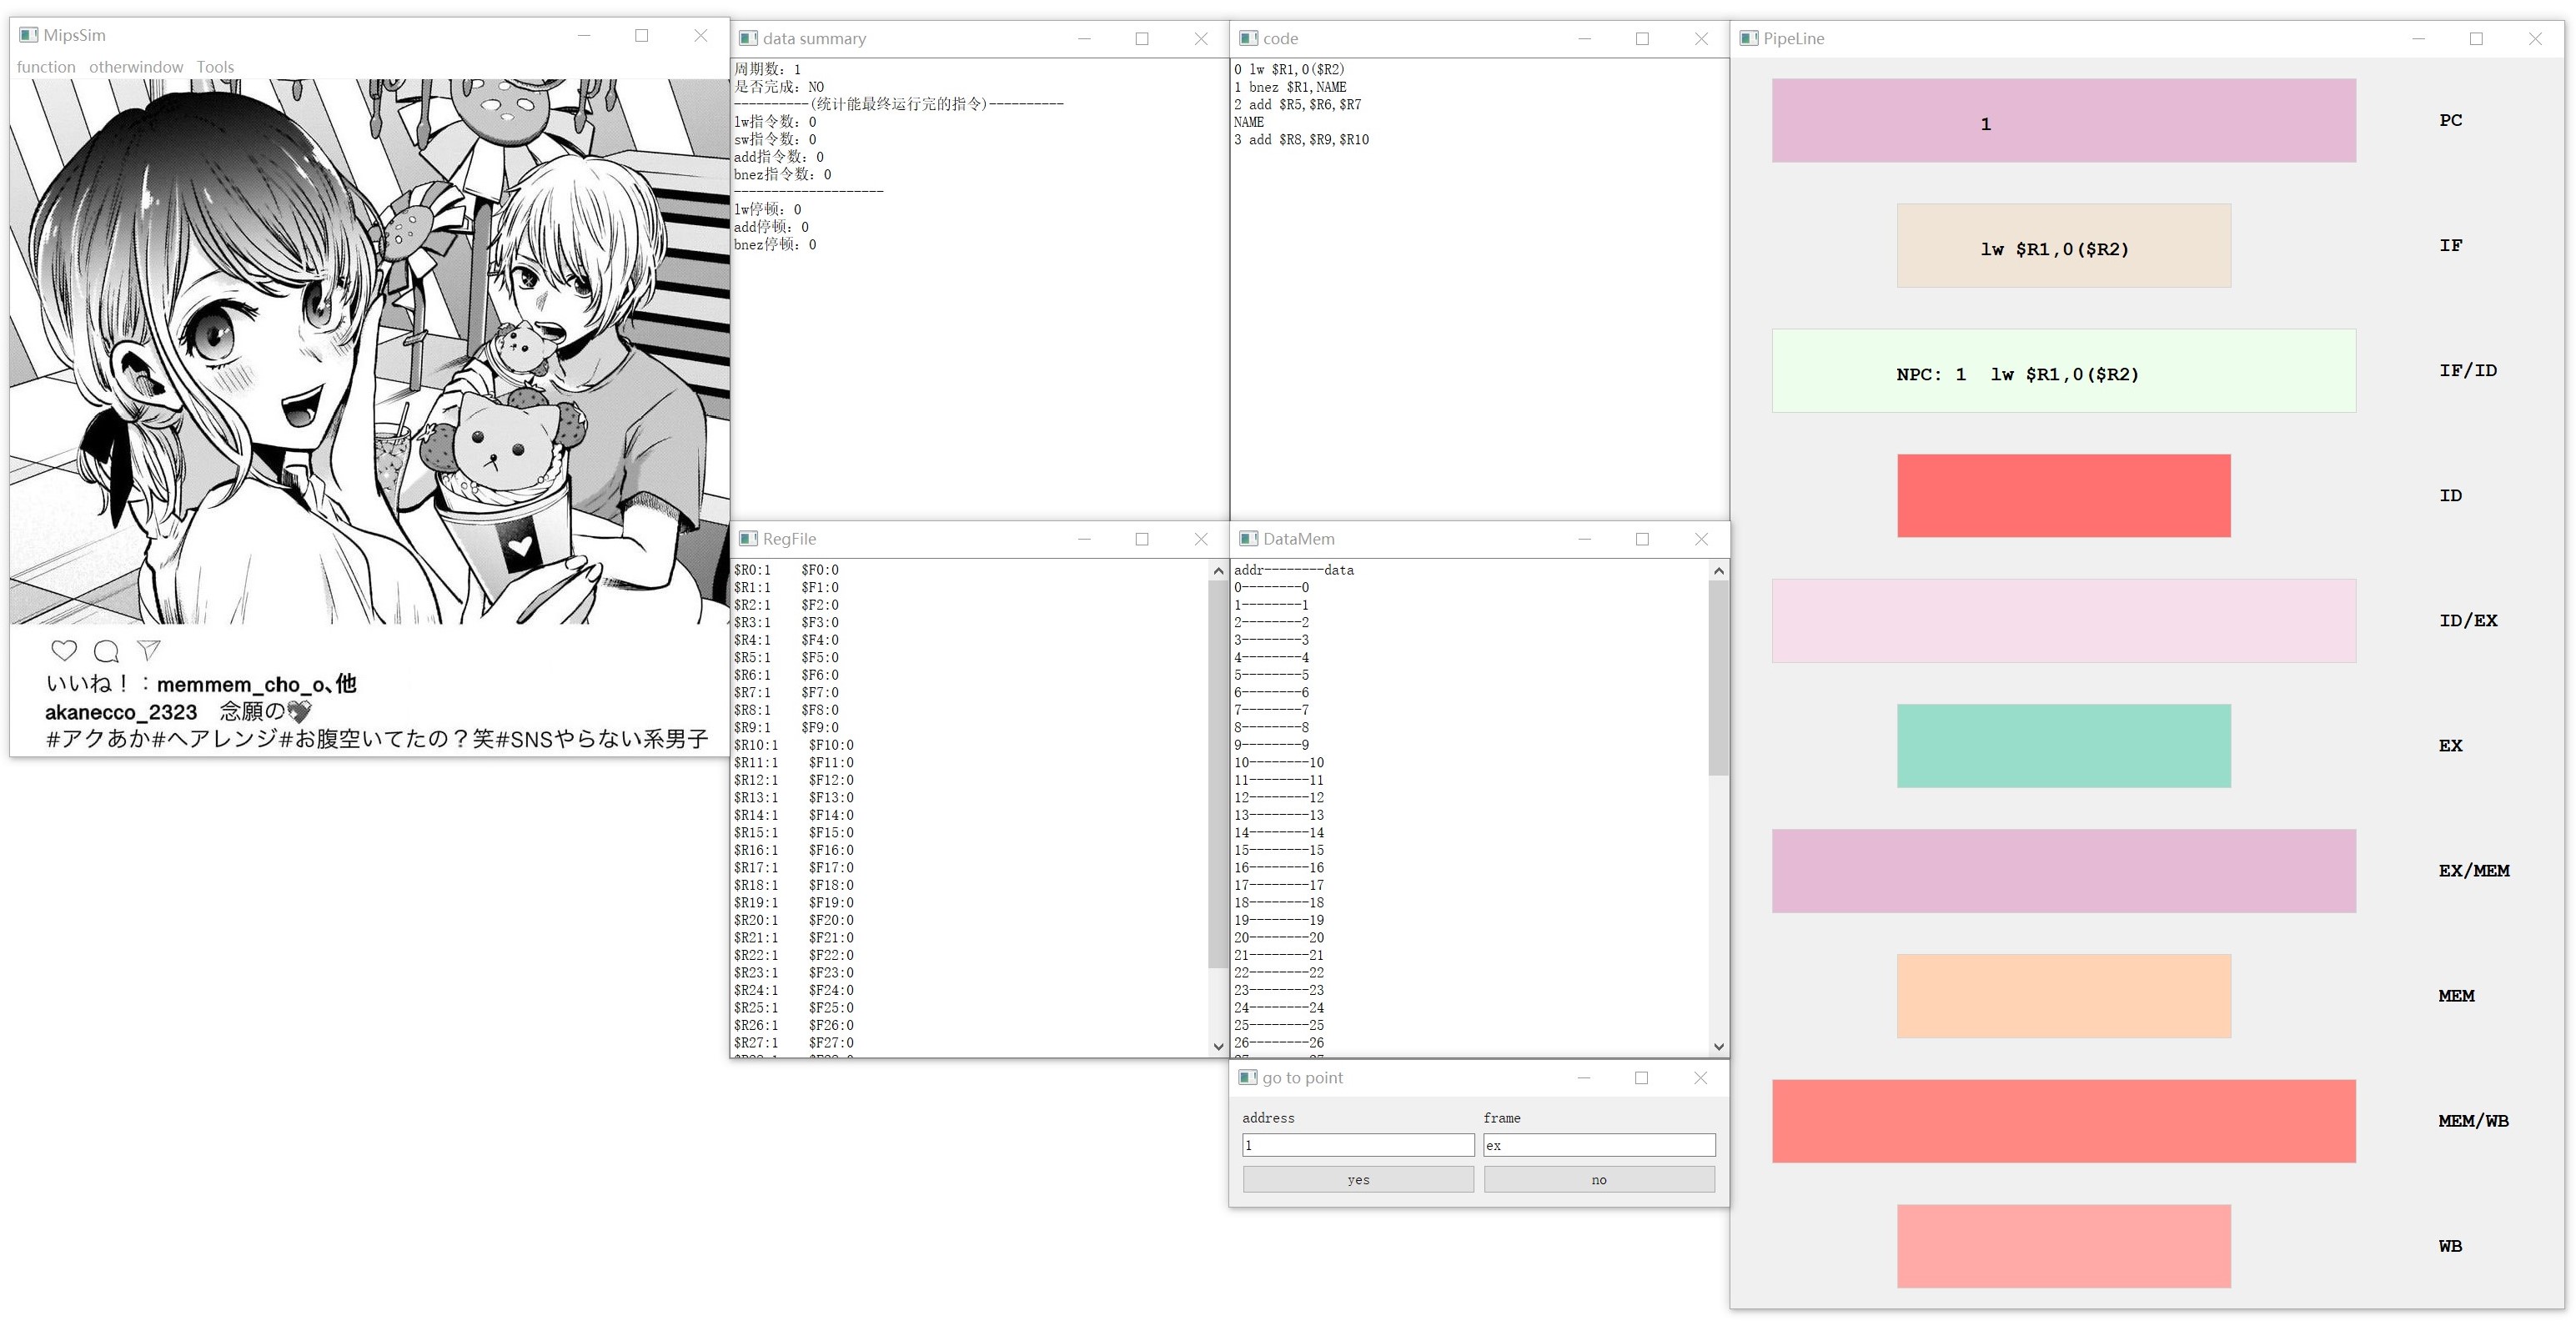 MipsSim
function otherwindow Tools
いいね！：memmem_cho_o、他
akanecco_2323 念願の💖
#アクあか#ヘアレンジ#お腹空いてたの？笑#SNSやらない系男子
data summary
周期数: 1
是否完成: NO
----------(统计能最终运行完的指令)----------
lw指令数: 0
sw指令数: 0
add指令数: 0
bnez指令数: 0
--------------------
lw停顿: 0
add停顿: 0
bnez停顿: 0
code
0 lw $R1,0($R2)
1 bnez $R1,NAME
2 add $R5,$R6,$R7
NAME
3 add $R8,$R9,$R10
RegFile
$R0:1 $F0:0
$R1:1 $F1:0
$R2:1 $F2:0
$R3:1 $F3:0
$R4:1 $F4:0
$R5:1 $F5:0
$R6:1 $F6:0
$R7:1 $F7:0
$R8:1 $F8:0
$R9:1 $F9:0
$R10:1 $F10:0
$R11:1 $F11:0
$R12:1 $F12:0
$R13:1 $F13:0
$R14:1 $F14:0
$R15:1 $F15:0
$R16:1 $F16:0
$R17:1 $F17:0
$R18:1 $F18:0
$R19:1 $F19:0
$R20:1 $F20:0
$R21:1 $F21:0
$R22:1 $F22:0
$R23:1 $F23:0
$R24:1 $F24:0
$R25:1 $F25:0
$R26:1 $F26:0
$R27:1 $F27:0
DataMem
addr--------data
0--------0
1--------1
2--------2
3--------3
4--------4
5--------5
6--------6
7--------7
8--------8
9--------9
10--------10
11--------11
12--------12
13--------13
14--------14
15--------15
16--------16
17--------17
18--------18
19--------19
20--------20
21--------21
22--------22
23--------23
24--------24
25--------25
26--------26
go to point
address frame
1 ex
yes no
PipeLine
1 PC
lw $R1,0($R2) IF
NPC: 1 lw $R1,0($R2) IF/ID
ID
ID/EX
EX
EX/MEM
MEM
MEM/WB
WB